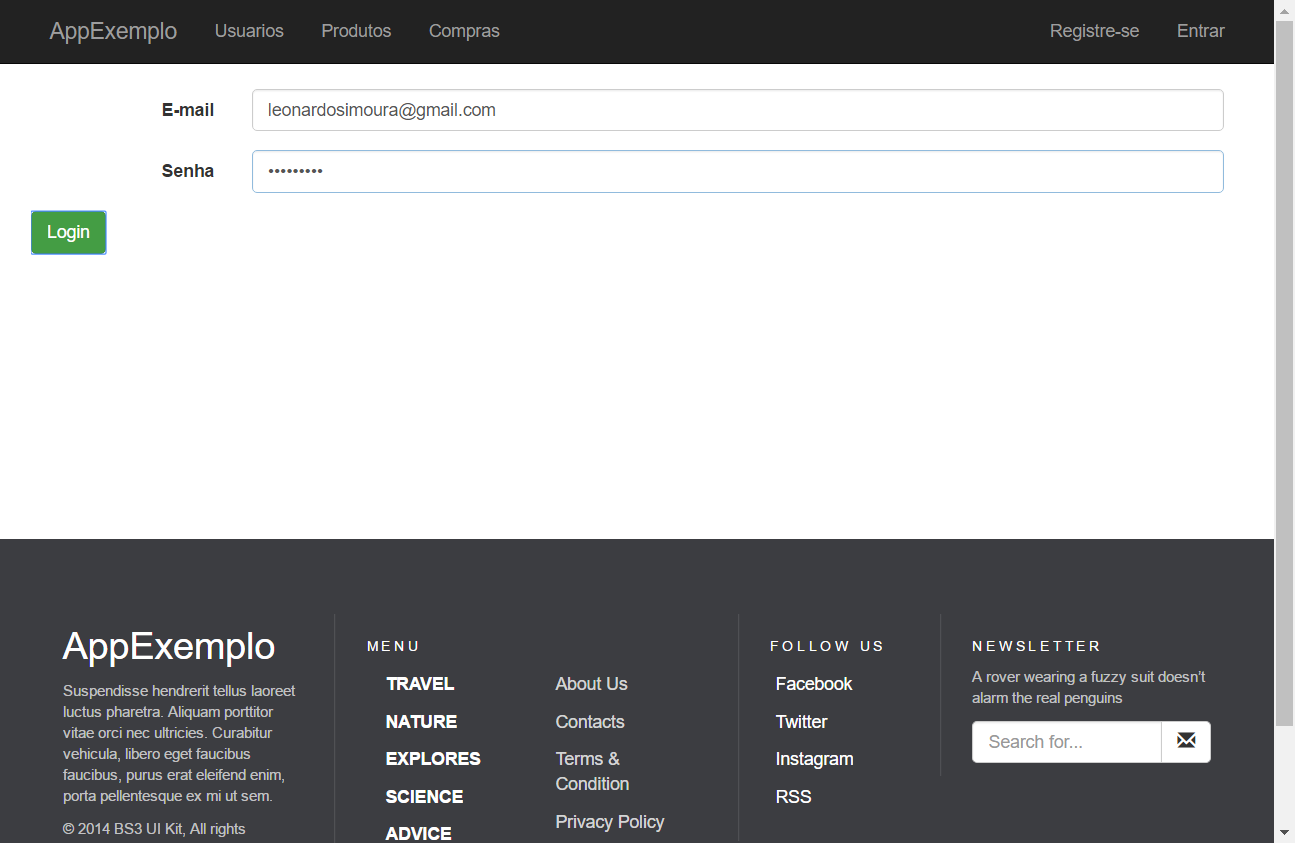 AppExemplo Usuarios Produtos Compras Registre-se Entrar
E-mail leonardosimoura@gmail.com
Senha •••••••••
Login
AppExemplo
Suspendisse hendrerit tellus laoreet
luctus pharetra. Aliquam porttitor
vitae orci nec ultricies. Curabitur
vehicula, libero eget faucibus
faucibus, purus erat eleifend enim,
porta pellentesque ex mi ut sem.
© 2014 BS3 UI Kit, All rights
MENU
TRAVEL
NATURE
EXPLORES
SCIENCE
ADVICE
About Us
Contacts
Terms &
Condition
Privacy Policy
FOLLOW US
Facebook
Twitter
Instagram
RSS
NEWSLETTER
A rover wearing a fuzzy suit doesn’t
alarm the real penguins
Search for...